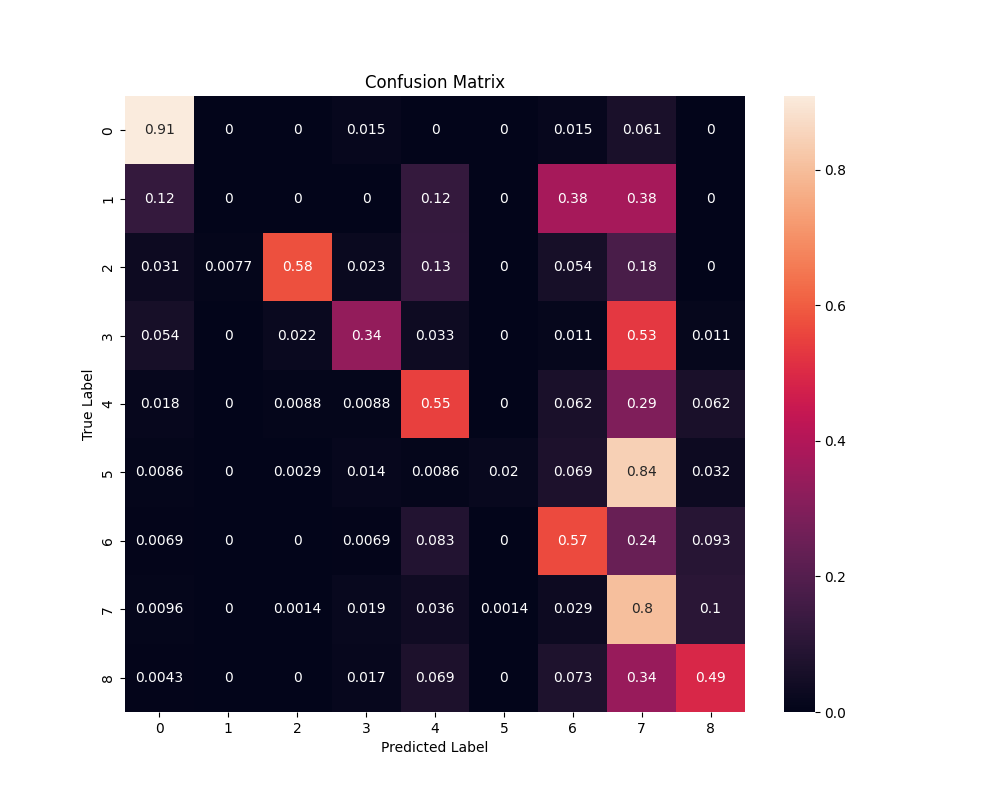 Confusion Matrix
0 0.91 0 0 0.015 0 0 0.015 0.061 0
1 0.12 0 0 0 0.12 0 0.38 0.38 0
2 0.031 0.0077 0.58 0.023 0.13 0 0.054 0.18 0
3 0.054 0 0.022 0.34 0.033 0 0.011 0.53 0.011
4 0.018 0 0.0088 0.0088 0.55 0 0.062 0.29 0.062
5 0.0086 0 0.0029 0.014 0.0086 0.02 0.069 0.84 0.032
6 0.0069 0 0 0.0069 0.083 0 0.57 0.24 0.093
7 0.0096 0 0.0014 0.019 0.036 0.0014 0.029 0.8 0.1
8 0.0043 0 0 0.017 0.069 0 0.073 0.34 0.49
0 1 2 3 4 5 6 7 8
Predicted Label
True Label
0.8
0.6
0.4
0.2
0.0